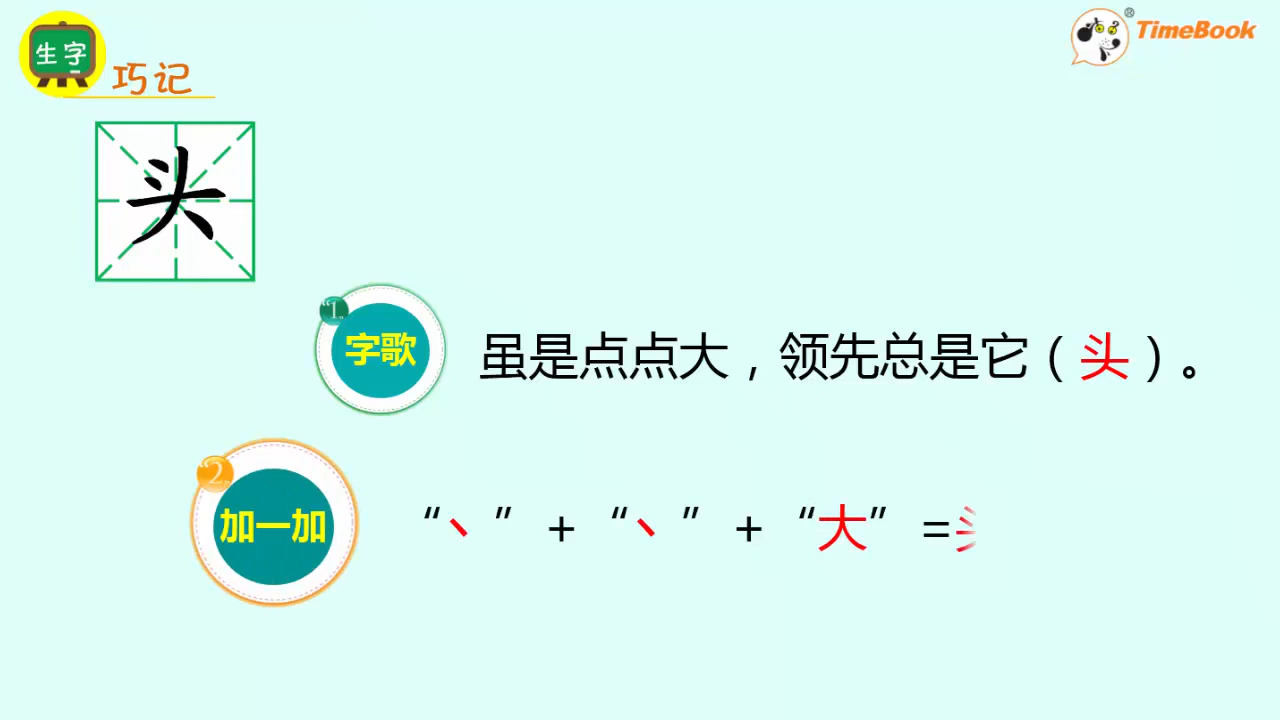 生字
巧记
TimeBook
头
“1”
字歌
虽是点点大，领先总是它（头）。
“2”
加一加
“丶”+“丶”+“大”=